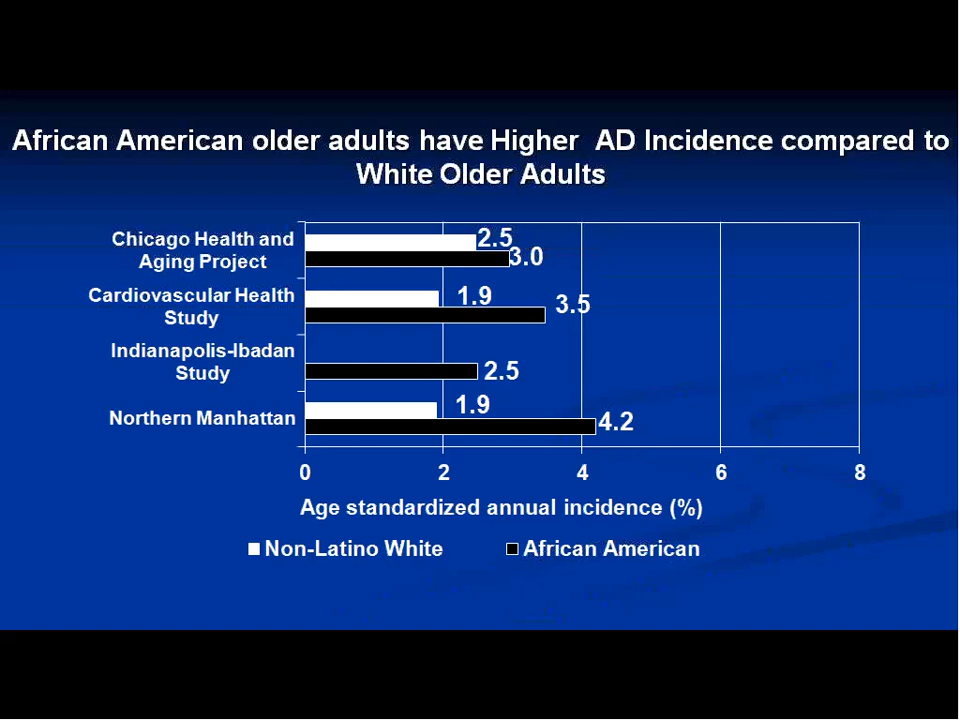 African American older adults have Higher  AD Incidence compared to
White Older Adults
Chicago Health and
Aging Project
2.5
3.0
Cardiovascular Health
Study
1.9
3.5
Indianapolis-Ibadan
Study
2.5
Northern Manhattan
1.9
4.2
0 2 4 6 8
Age standardized annual incidence (%)
Non-Latino White African American